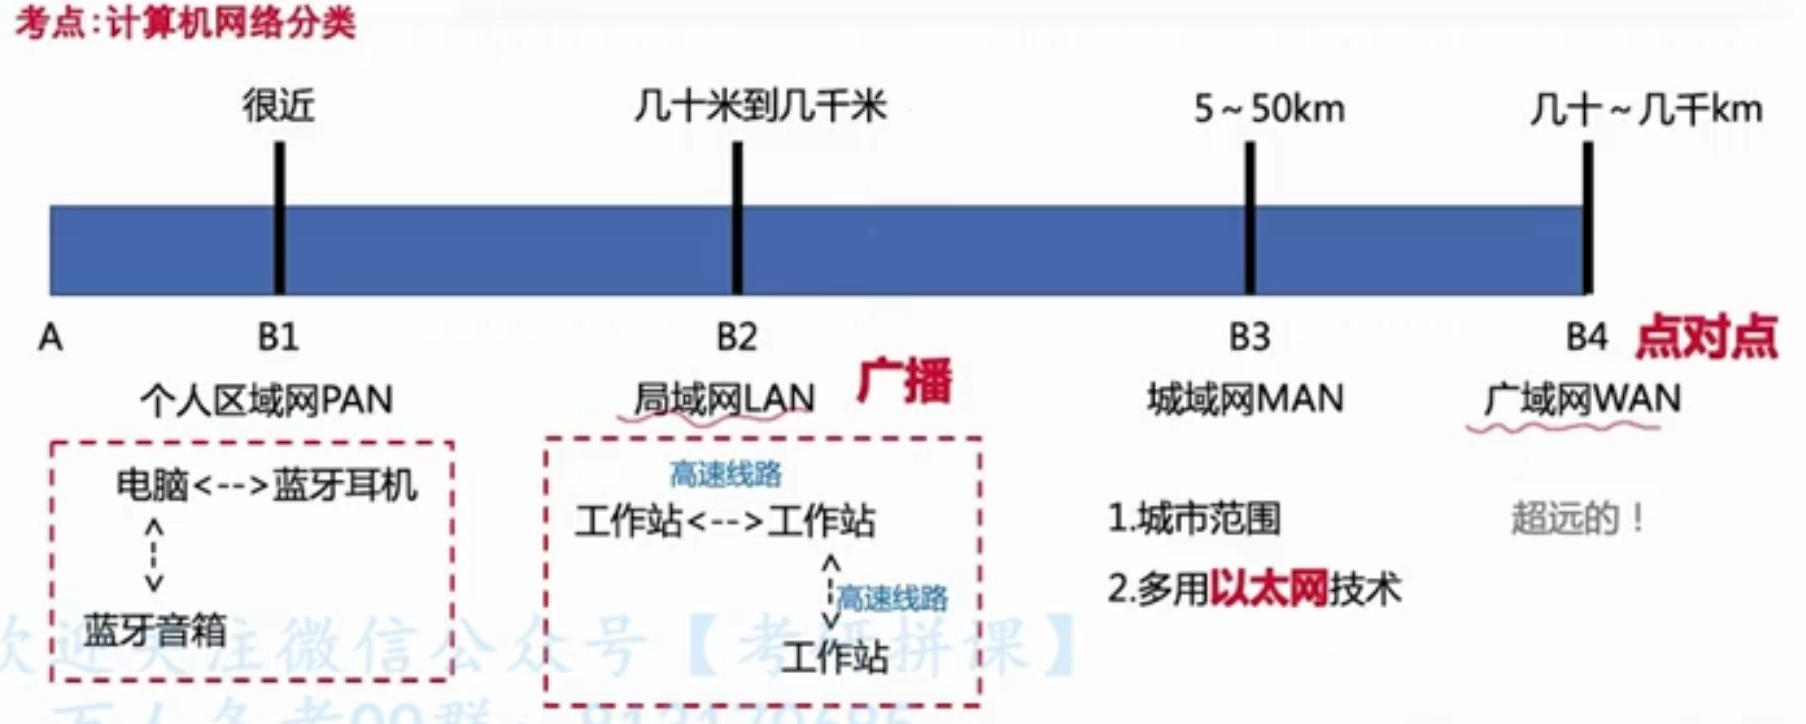 考点:计算机网络分类
很近
几十米到几千米
5~50km
几十~几千km
A
B1
B2
B3
B4
点对点
个人区域网PAN
局域网LAN
广播
城域网MAN
广域网WAN
电脑<-->蓝牙耳机
蓝牙音箱
高速线路
工作站<-->工作站
高速线路
工作站
1.城市范围
2.多用以太网技术
超远的！
欢迎关注微信公众号【考研拼课】